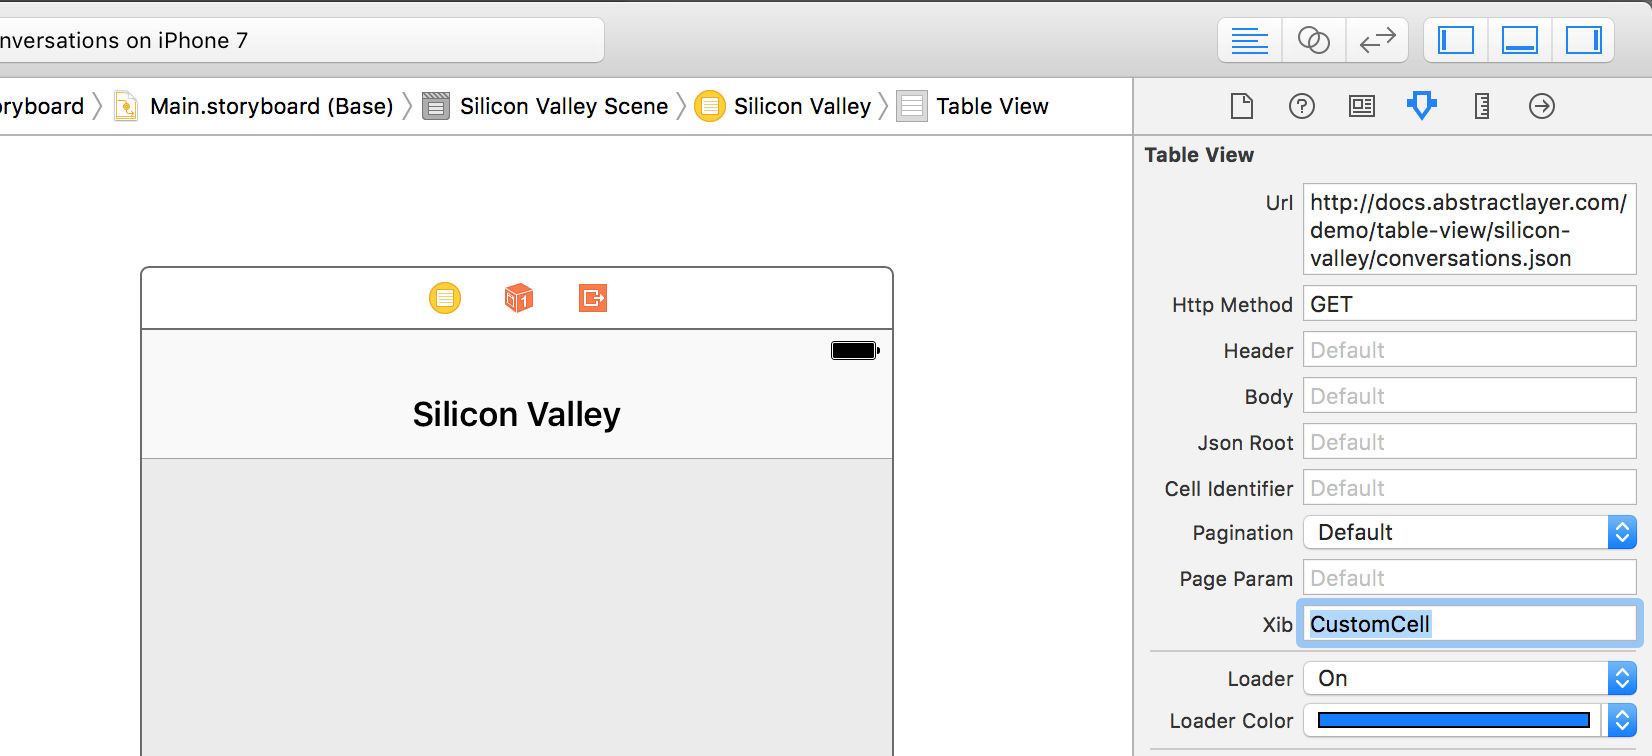 nversations on iPhone 7
oryboard
Main.storyboard (Base)
Silicon Valley Scene
Silicon Valley
Table View
Silicon Valley
Table View
Url
http://docs.abstractlayer.com/
demo/table-view/silicon-
valley/conversations.json
Http Method
GET
Header
Default
Body
Default
Json Root
Default
Cell Identifier
Default
Pagination
Default
Page Param
Default
Xib
CustomCell
Loader
On
Loader Color